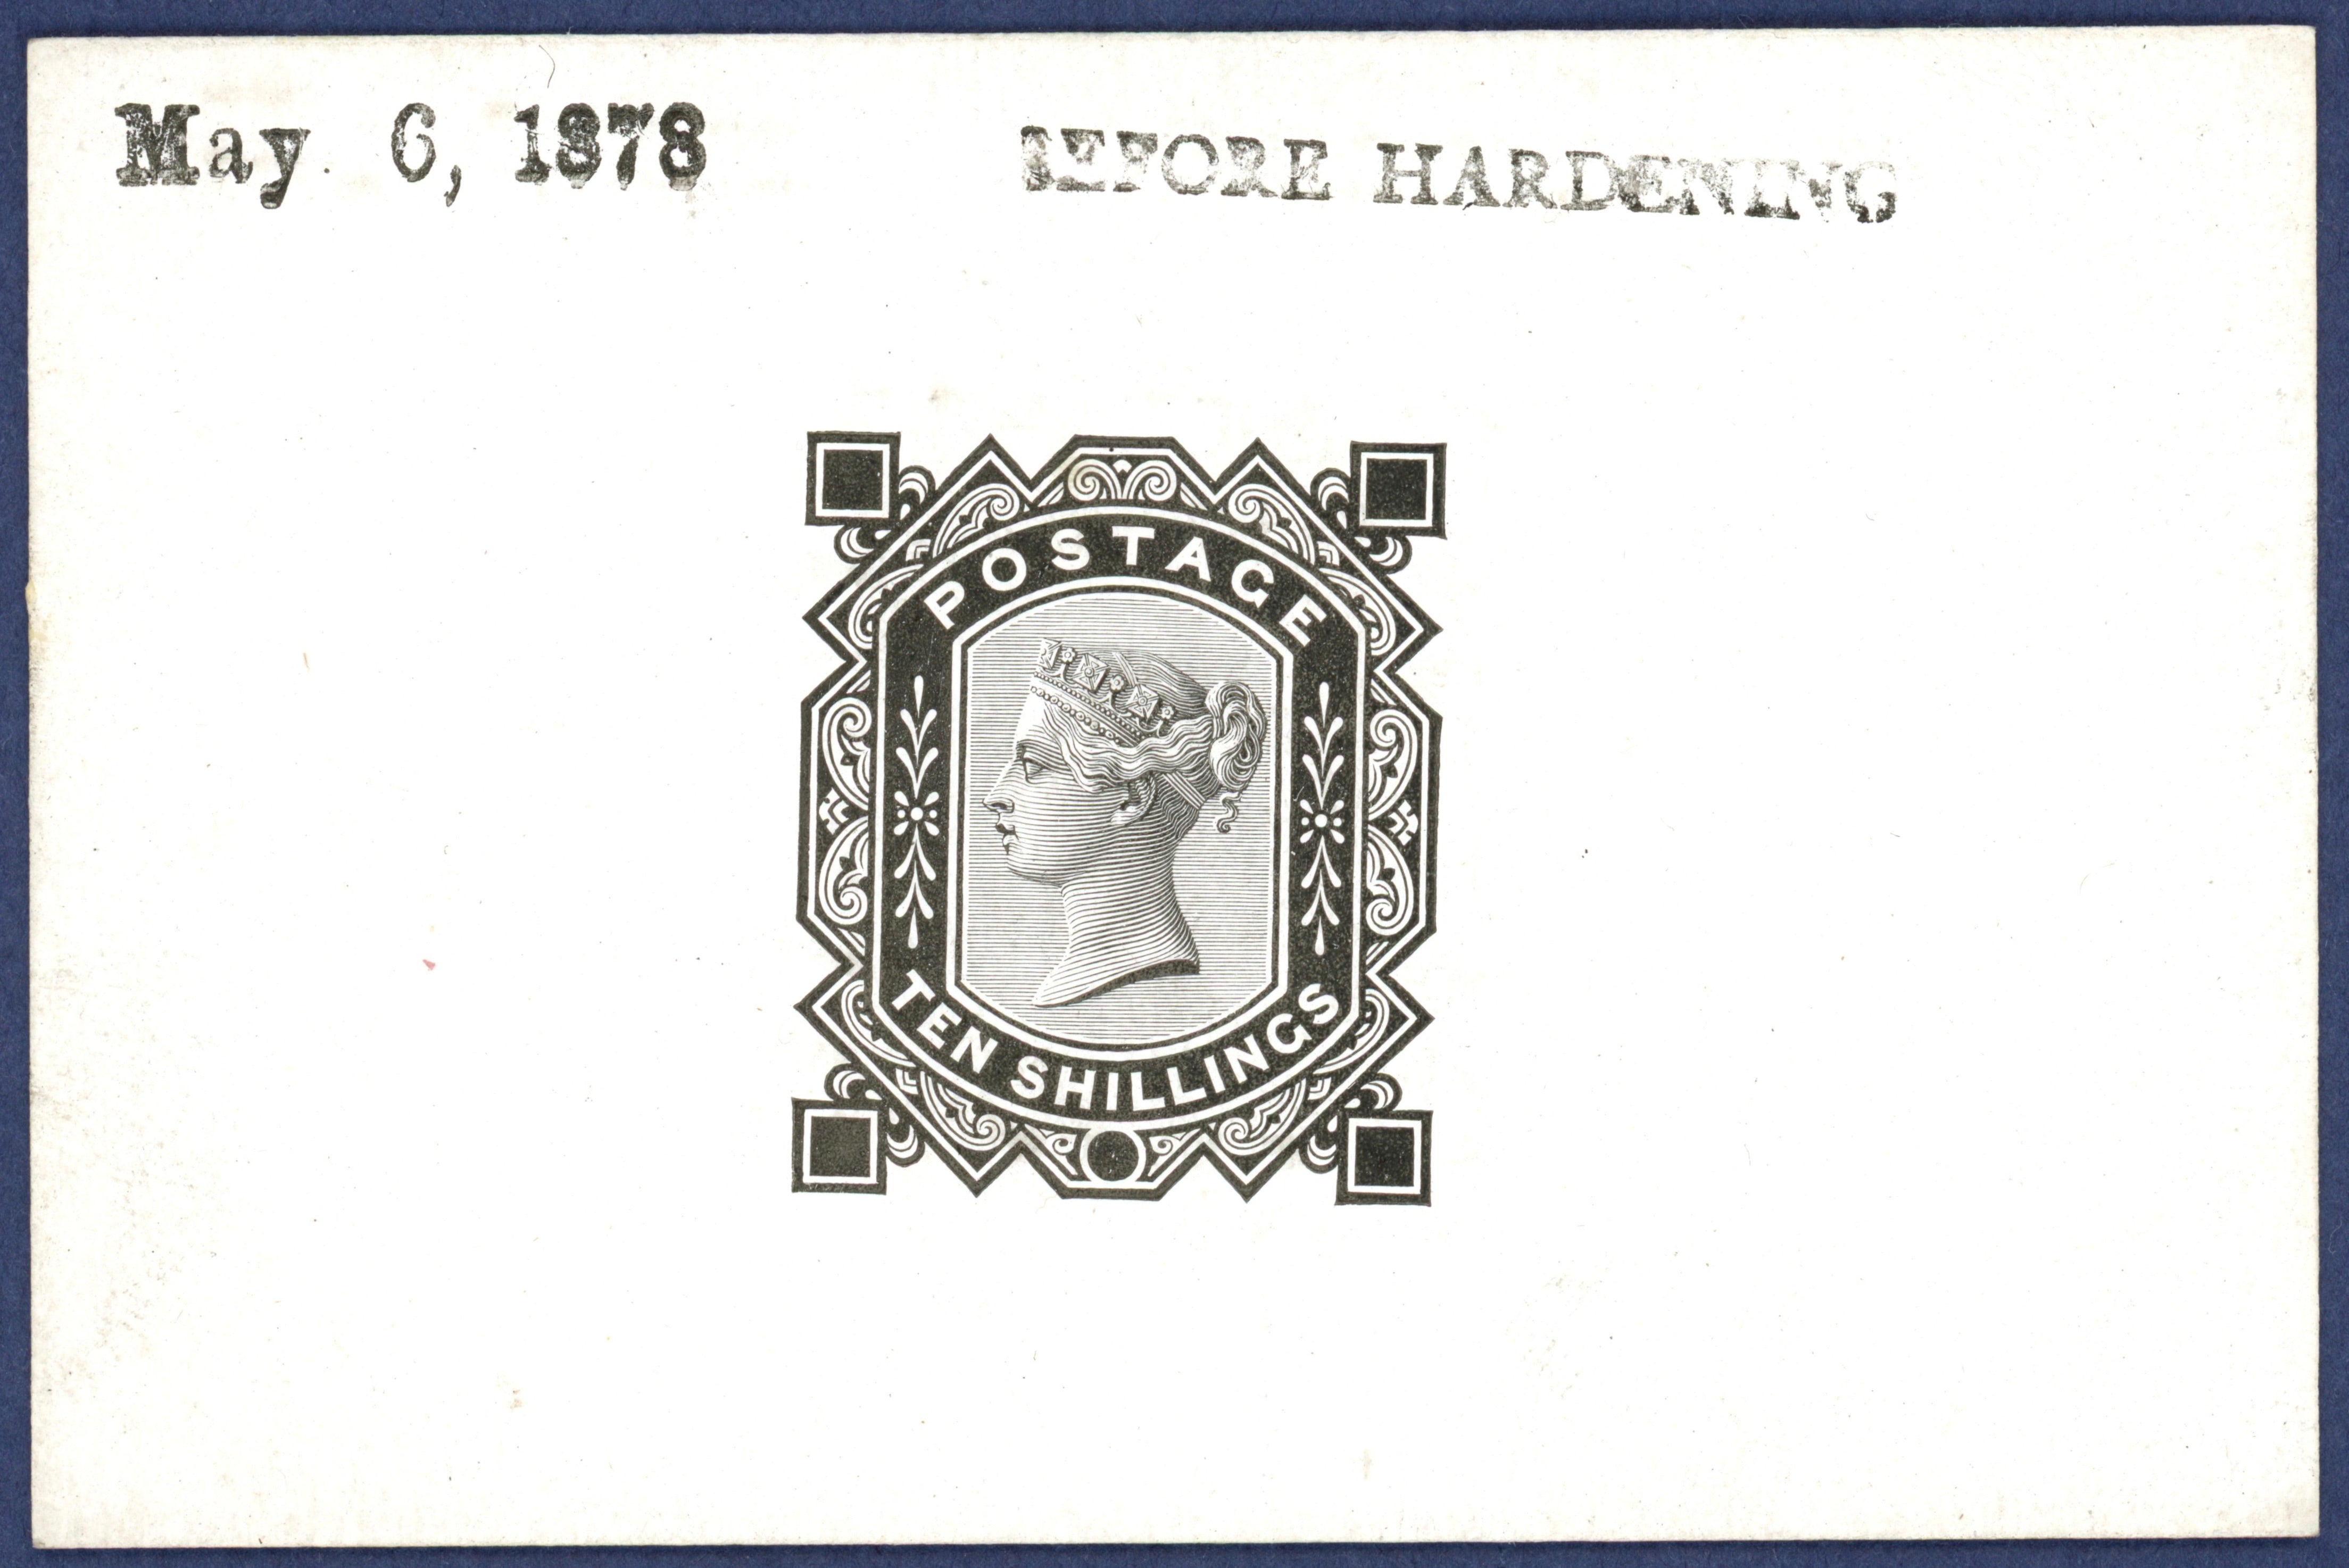 May 6, 1878
BEFORE HARDENING
POSTAGE
TEN SHILLINGS